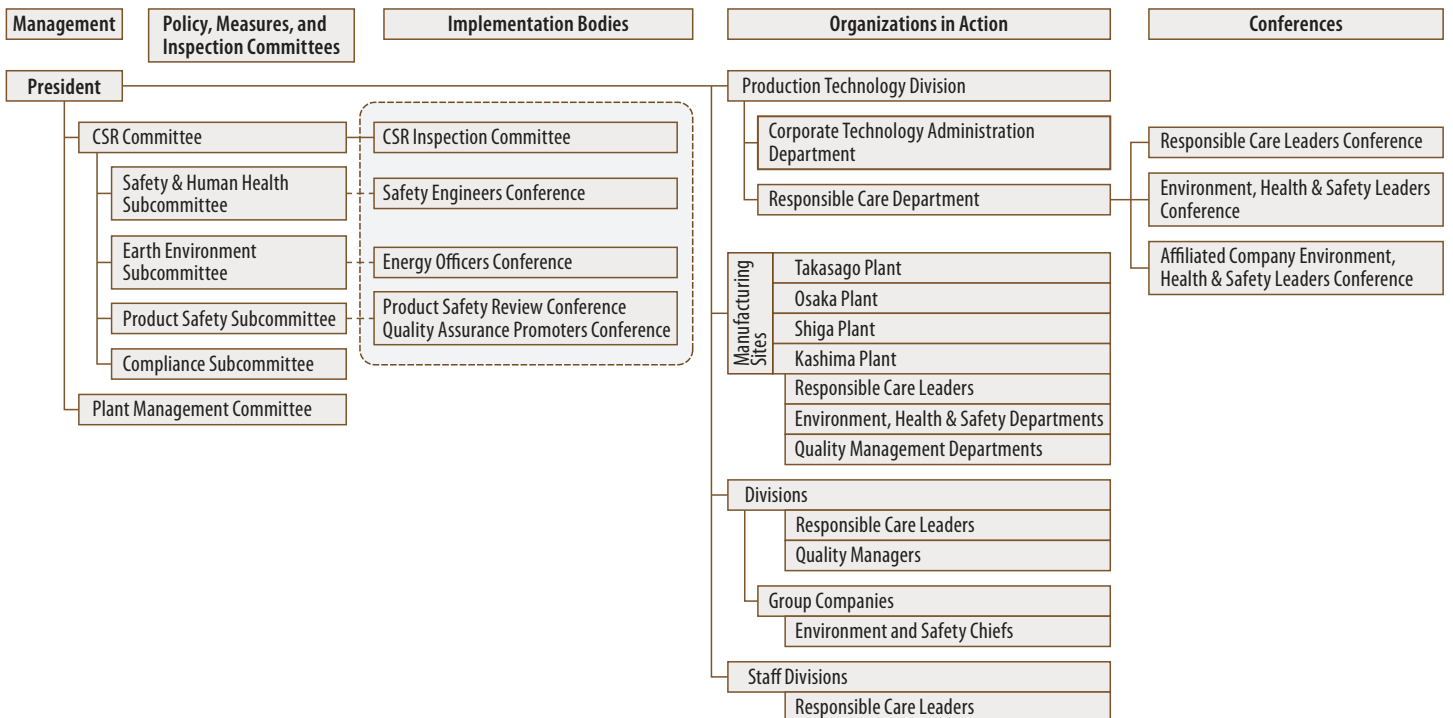 Management
Policy, Measures, and
Inspection Committees
Implementation Bodies
Organizations in Action
Conferences
President
CSR Committee
Safety & Human Health
Subcommittee
Earth Environment
Subcommittee
Product Safety Subcommittee
Compliance Subcommittee
Plant Management Committee
CSR Inspection Committee
Safety Engineers Conference
Energy Officers Conference
Product Safety Review Conference
Quality Assurance Promoters Conference
Production Technology Division
Corporate Technology Administration
Department
Responsible Care Department
Manufacturing
Sites
Takasago Plant
Osaka Plant
Shiga Plant
Kashima Plant
Responsible Care Leaders
Environment, Health & Safety Departments
Quality Management Departments
Divisions
Responsible Care Leaders
Quality Managers
Group Companies
Environment and Safety Chiefs
Staff Divisions
Responsible Care Leaders
Responsible Care Leaders Conference
Environment, Health & Safety Leaders
Conference
Affiliated Company Environment,
Health & Safety Leaders Conference